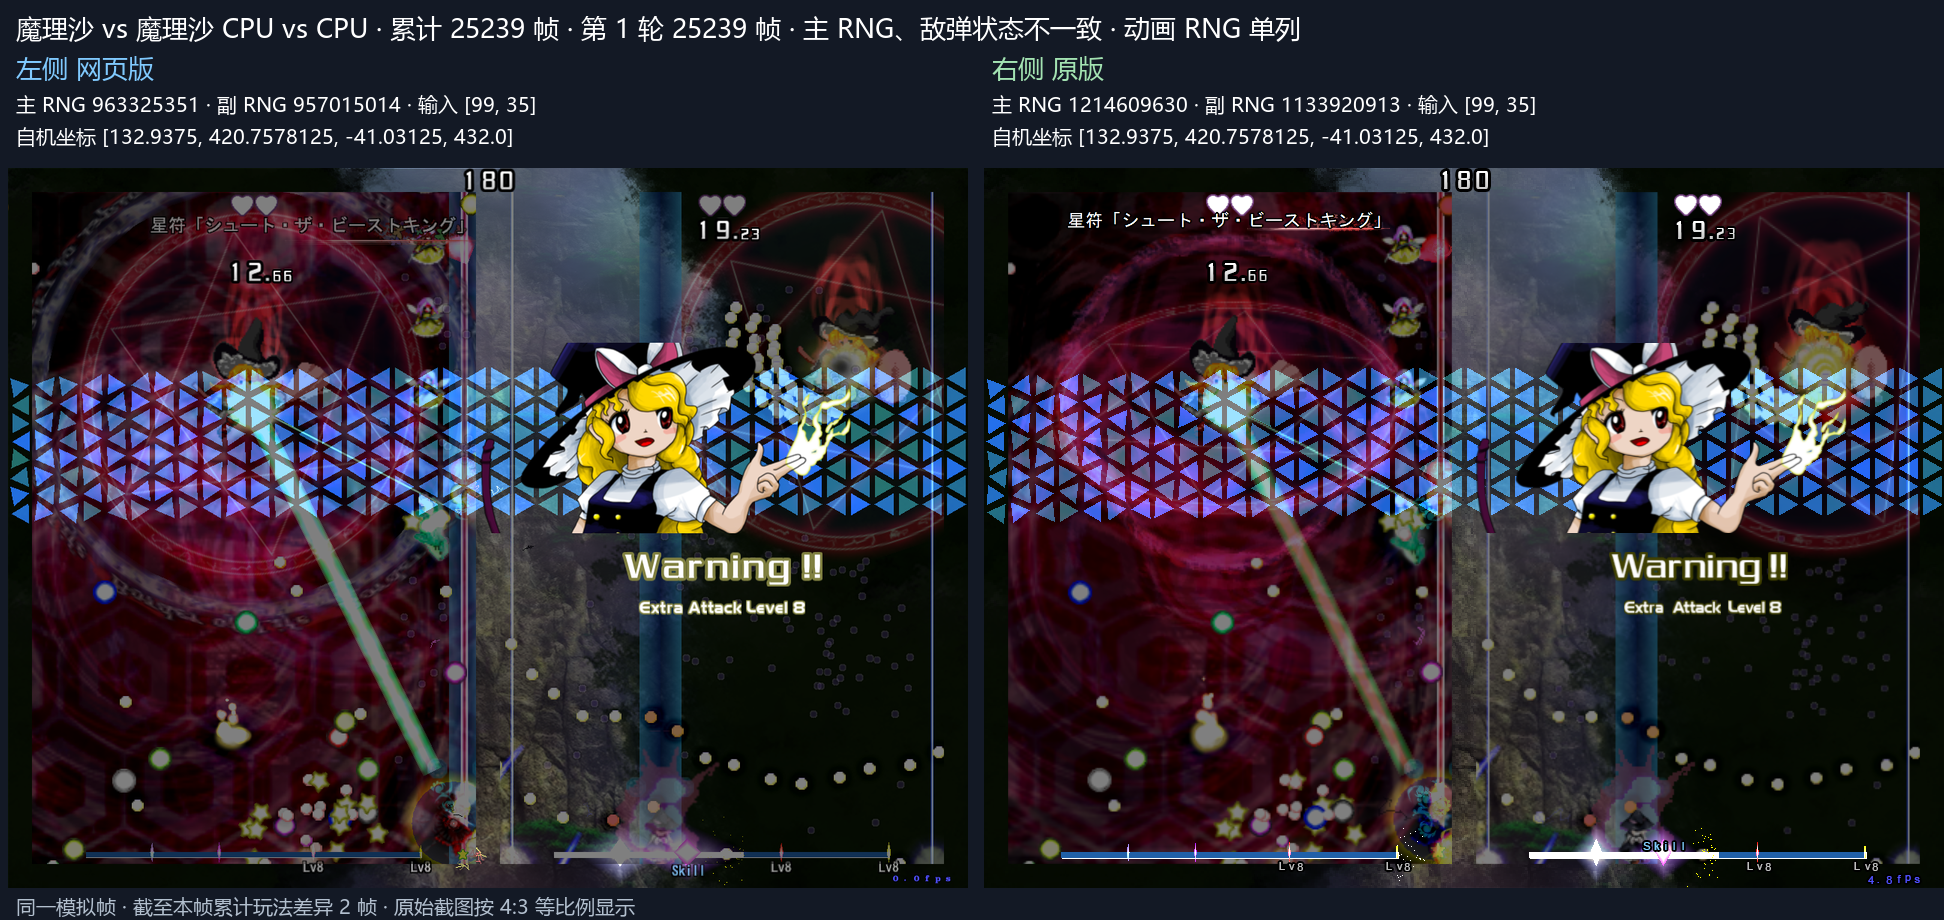 魔理沙 vs 魔理沙 CPU vs CPU · 累计 25239 帧 · 第 1 轮 25239 帧 · 主 RNG、敌弹状态不一致 · 动画 RNG 单列
左侧 网页版
主 RNG 963325351 · 副 RNG 957015014 · 输入 [99, 35]
自机坐标 [132.9375, 420.7578125, -41.03125, 432.0]
右侧 原版
主 RNG 1214609630 · 副 RNG 1133920913 · 输入 [99, 35]
自机坐标 [132.9375, 420.7578125, -41.03125, 432.0]
180
星符「シュート・ザ・ビーストキング」
19.23
12.66
Warning !!
Extra Attack Level 8
Lv8
Lv8
Skill
Lv8
Lv8
0.0fps
180
星符「シュート・ザ・ビーストキング」
19.23
12.66
Warning !!
Extra Attack Level 8
Lv8
Lv8
Skill
Lv8
Lv8
4.8fps
同一模拟帧 · 截至本帧累计玩法差异 2 帧 · 原始截图按 4:3 等比例显示